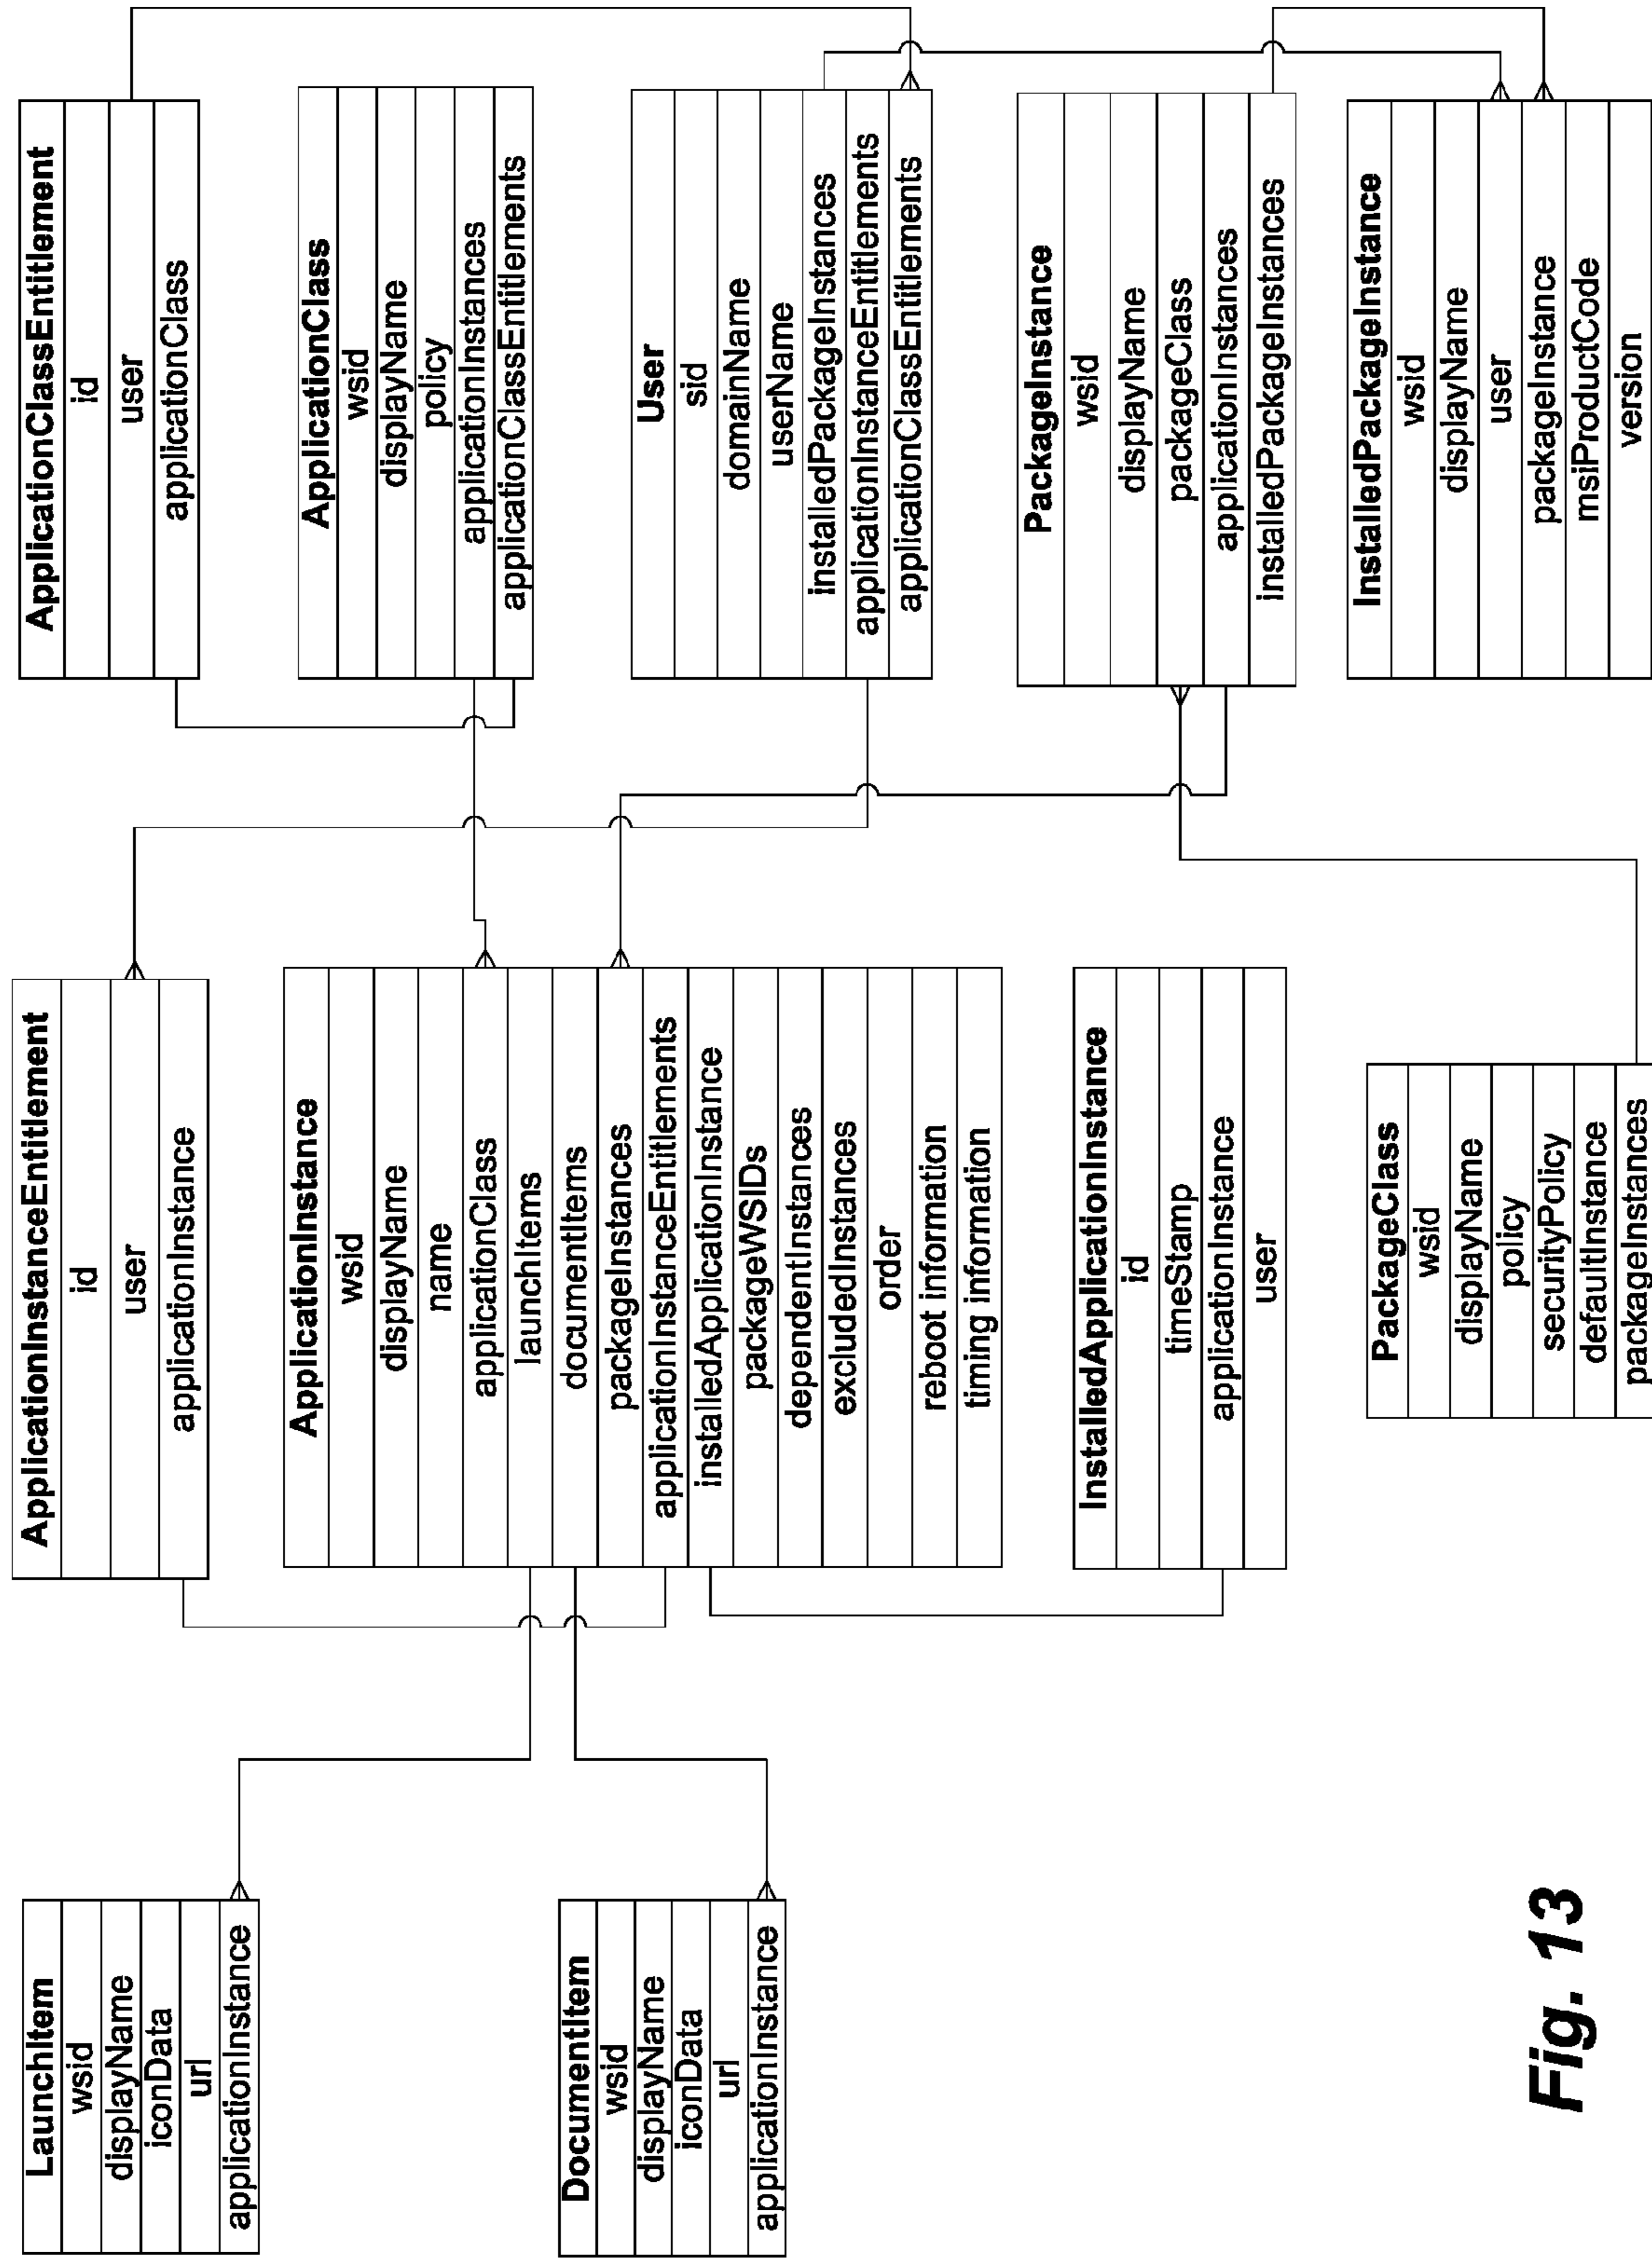 LaunchItem
wsid
displayName
iconData
url
applicationInstance
DocumentItem
wsid
displayName
iconData
url
applicationInstance
ApplicationInstanceEntitlement
id
user
applicationInstance
ApplicationInstance
wsid
displayName
name
applicationClass
launchItems
documentItems
packageInstances
applicationInstanceEntitlements
installedApplicationInstance
packageWSIDs
dependentInstances
excludedInstances
order
reboot information
timing information
InstalledApplicationInstance
id
timeStamp
applicationInstance
user
PackageClass
wsid
displayName
policy
securityPolicy
defaultInstance
packageInstances
ApplicationClassEntitlement
id
user
applicationClass
ApplicationClass
wsid
displayName
policy
applicationInstances
applicationClassEntitlements
User
sid
domainName
userName
installedPackageInstances
applicationInstanceEntitlements
applicationClassEntitlements
PackageInstance
wsid
displayName
packageClass
applicationInstances
installedPackageInstances
InstalledPackageInstance
wsid
displayName
user
packageInstance
msiProductCode
version
Fig. 13